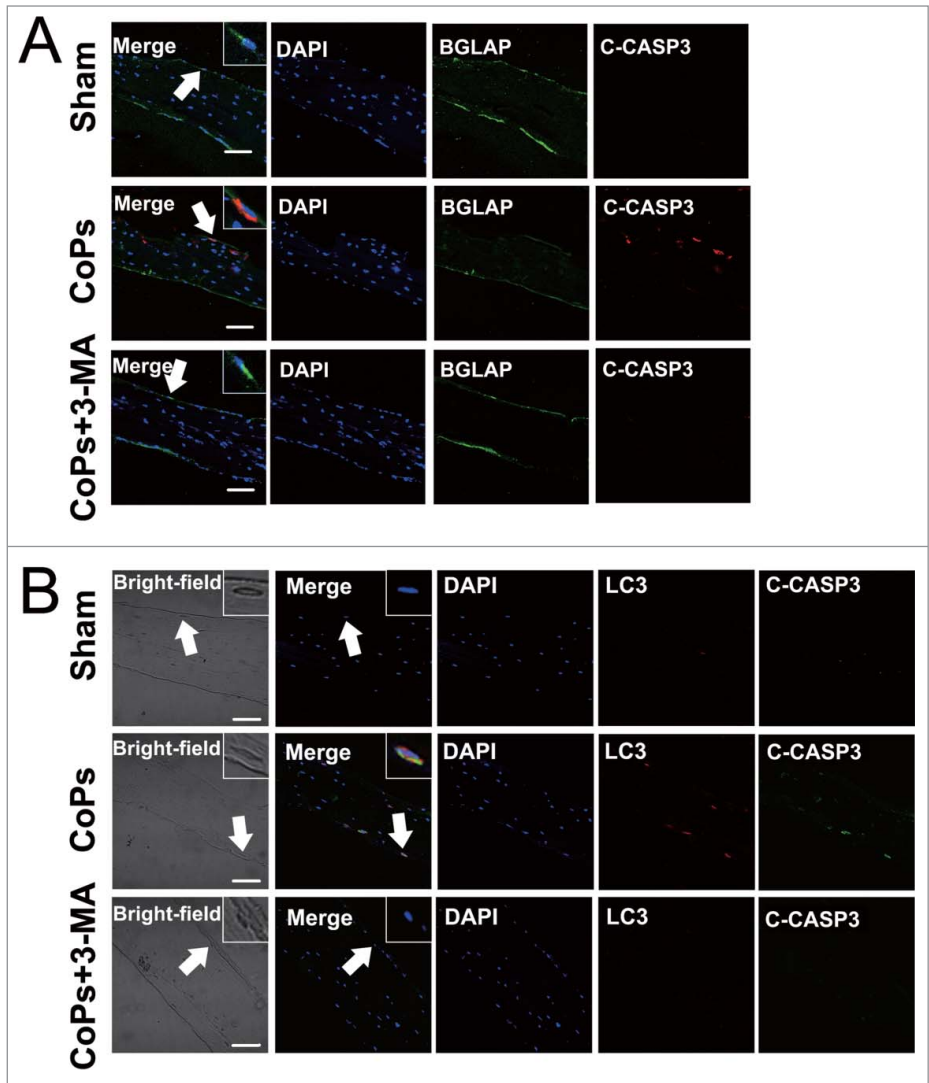 A
Sham
Merge
DAPI
BGLAP
C-CASP3
CoPs
Merge
DAPI
BGLAP
C-CASP3
CoPs+3-MA
Merge
DAPI
BGLAP
C-CASP3
B
Sham
Bright-field
Merge
DAPI
LC3
C-CASP3
CoPs
Bright-field
Merge
DAPI
LC3
C-CASP3
CoPs+3-MA
Bright-field
Merge
DAPI
LC3
C-CASP3